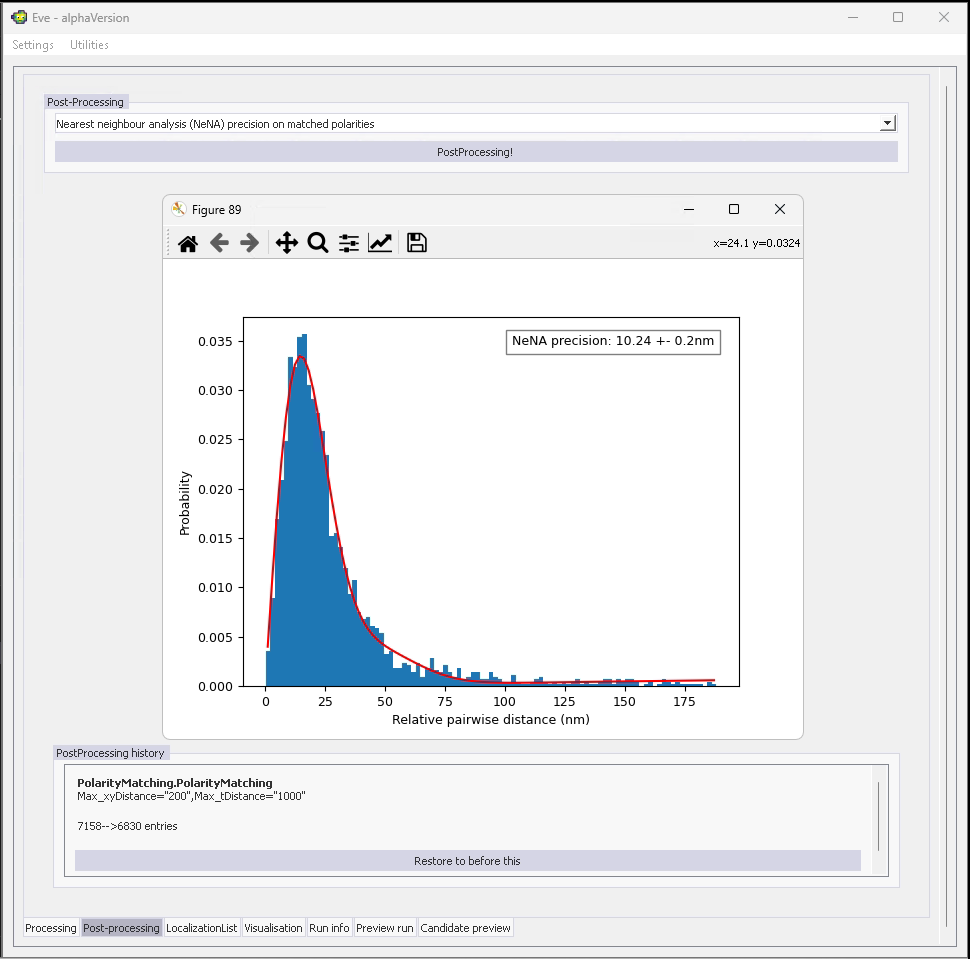 Eve - alphaVersion
Settings Utilities
Post-Processing
Nearest neighbour analysis (NeNA) precision on matched polarities
PostProcessing!
Figure 89
x=24.1 y=0.0324
NeNA precision: 10.24 +- 0.2nm
0.035
0.030
0.025
0.020
0.015
0.010
0.005
0.000
Probability
0 25 50 75 100 125 150 175
Relative pairwise distance (nm)
PostProcessing history
PolarityMatching.PolarityMatching
Max_xyDistance="200",Max_tDistance="1000"
7158-->6830 entries
Restore to before this
Processing Post-processing LocalizationList Visualisation Run info Preview run Candidate preview